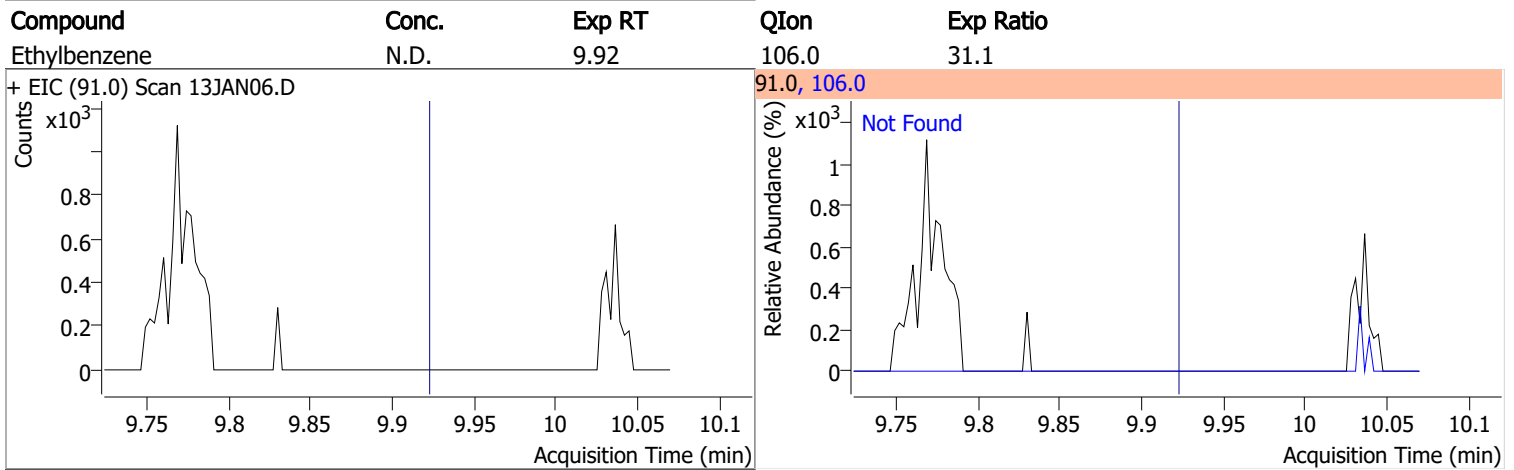 Compound Conc. Exp RT QIon Exp Ratio
Ethylbenzene N.D. 9.92 106.0 31.1
+ EIC (91.0) Scan 13JAN06.D
Counts
x10³
0.8
0.6
0.4
0.2
0
9.75 9.8 9.85 9.9 9.95 10 10.05 10.1
Acquisition Time (min)
91.0, 106.0
Relative Abundance (%)
x10³
Not Found
1
0.8
0.6
0.4
0.2
0
9.75 9.8 9.85 9.9 9.95 10 10.05 10.1
Acquisition Time (min)